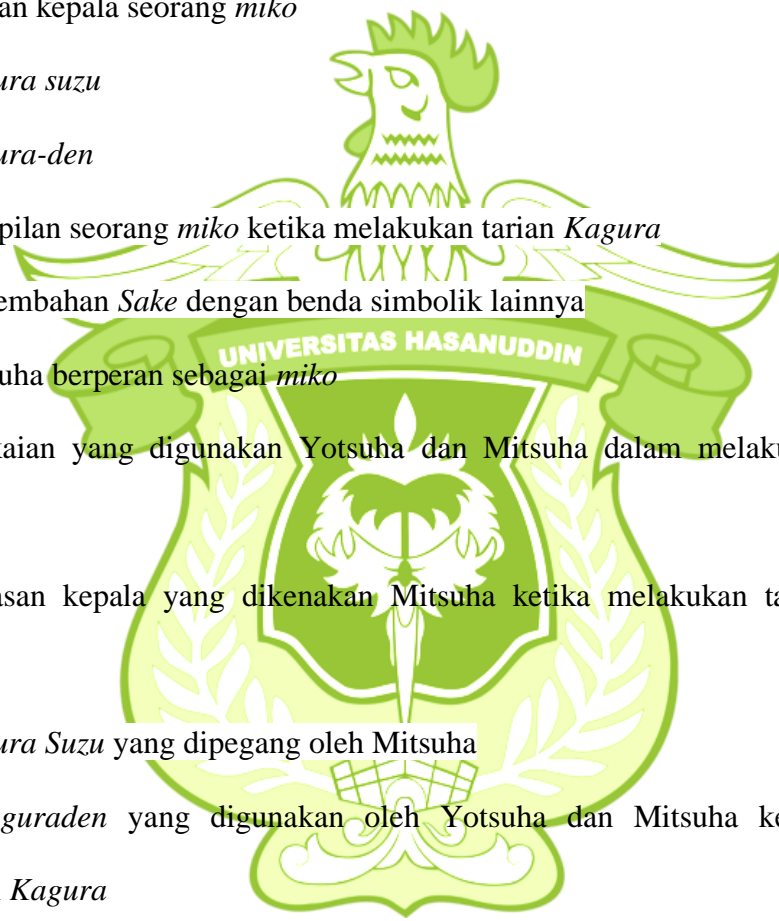 an kepala seorang miko
ura suzu
ura-den
pilan seorang miko ketika melakukan tarian Kagura
embahan Sake dengan benda simbolik lainnya
UNIVERSITAS HASANUDDIN
uha berperan sebagai miko
kaian yang digunakan Yotsuha dan Mitsuha dalam melaku
asan kepala yang dikenakan Mitsuha ketika melakukan ta
ura Suzu yang dipegang oleh Mitsuha
guraden yang digunakan oleh Yotsuha dan Mitsuha ke
Kagura